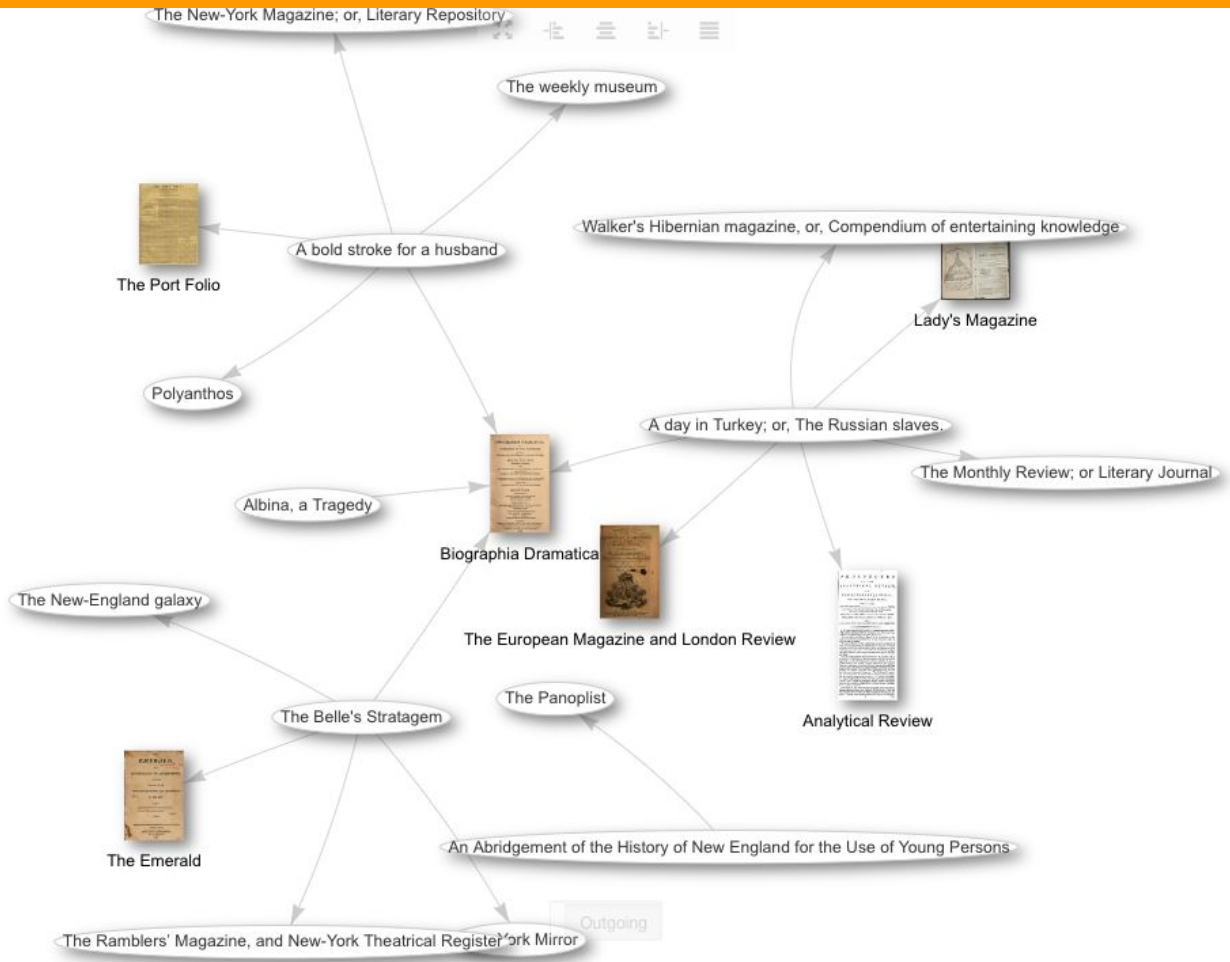 The New-York Magazine; or, Literary Repository
The weekly museum
Walker's Hibernian magazine, or, Compendium of entertaining knowledge
A bold stroke for a husband
The Port Folio
Lady's Magazine
Polyanthos
A day in Turkey; or, The Russian slaves.
The Monthly Review; or Literary Journal
Albina, a Tragedy
Biographia Dramatica
The New-England galaxy
The European Magazine and London Review
The Panoplist
The Belle's Stratagem
Analytical Review
EMERALD,
The Emerald
An Abridgement of the History of New England for the Use of Young Persons
Outgoing
The Ramblers' Magazine, and New-York Theatrical Register
York Mirror